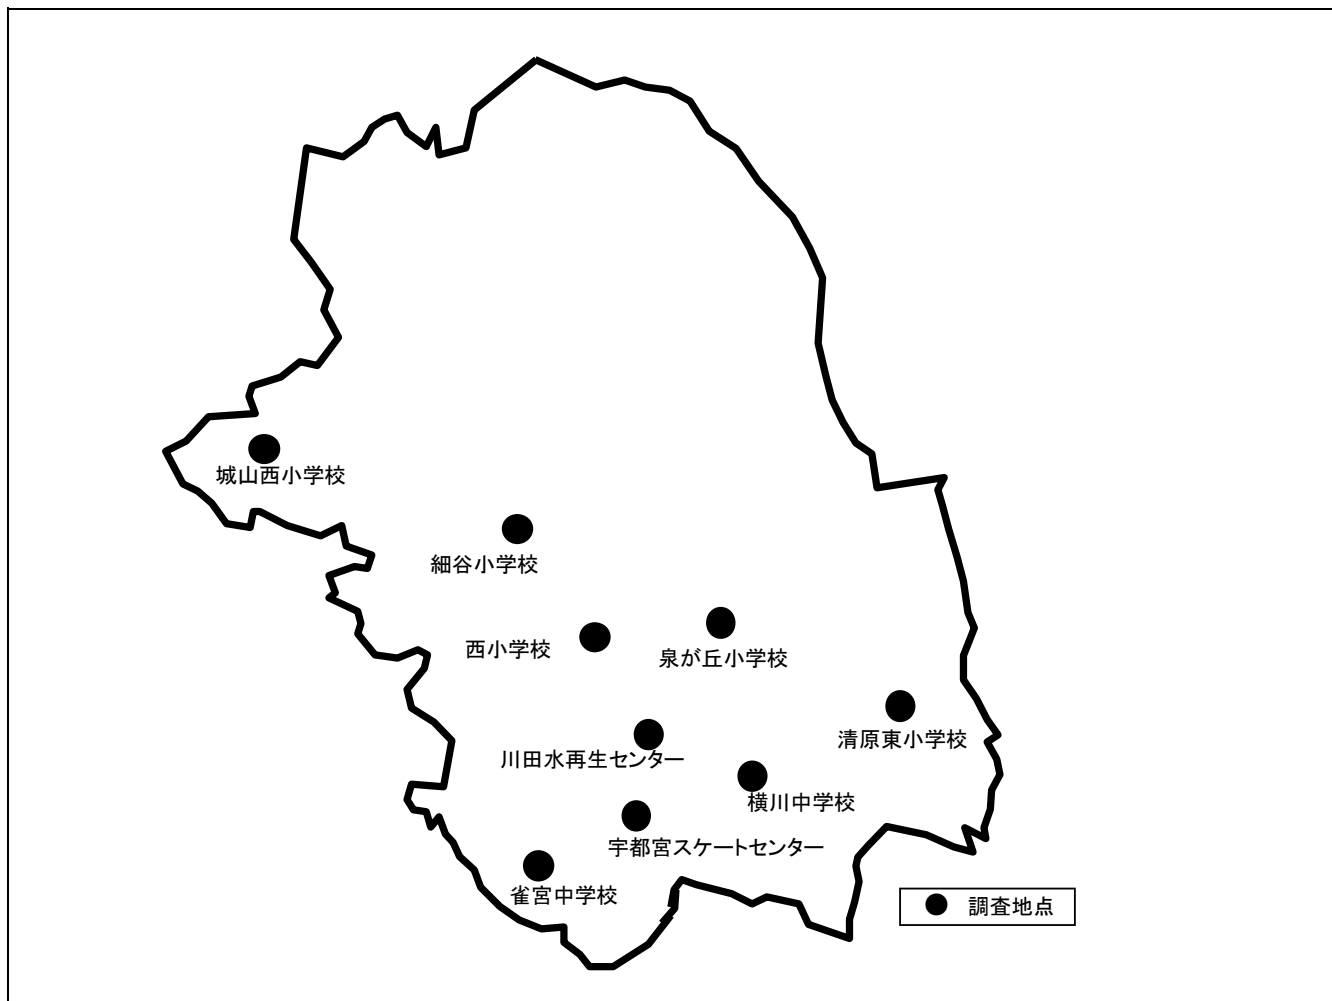 城山西小学校
細谷小学校
西小学校
泉が丘小学校
清原東小学校
川田水再生センター
横川中学校
宇都宮スケートセンター
雀宮中学校
調査地点